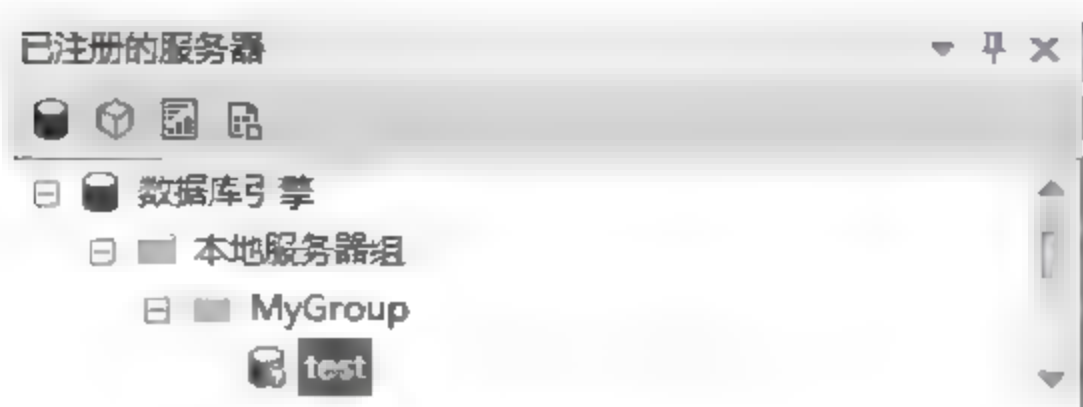 已注册的服务器
数据库引擎
本地服务器组
MyGroup
test